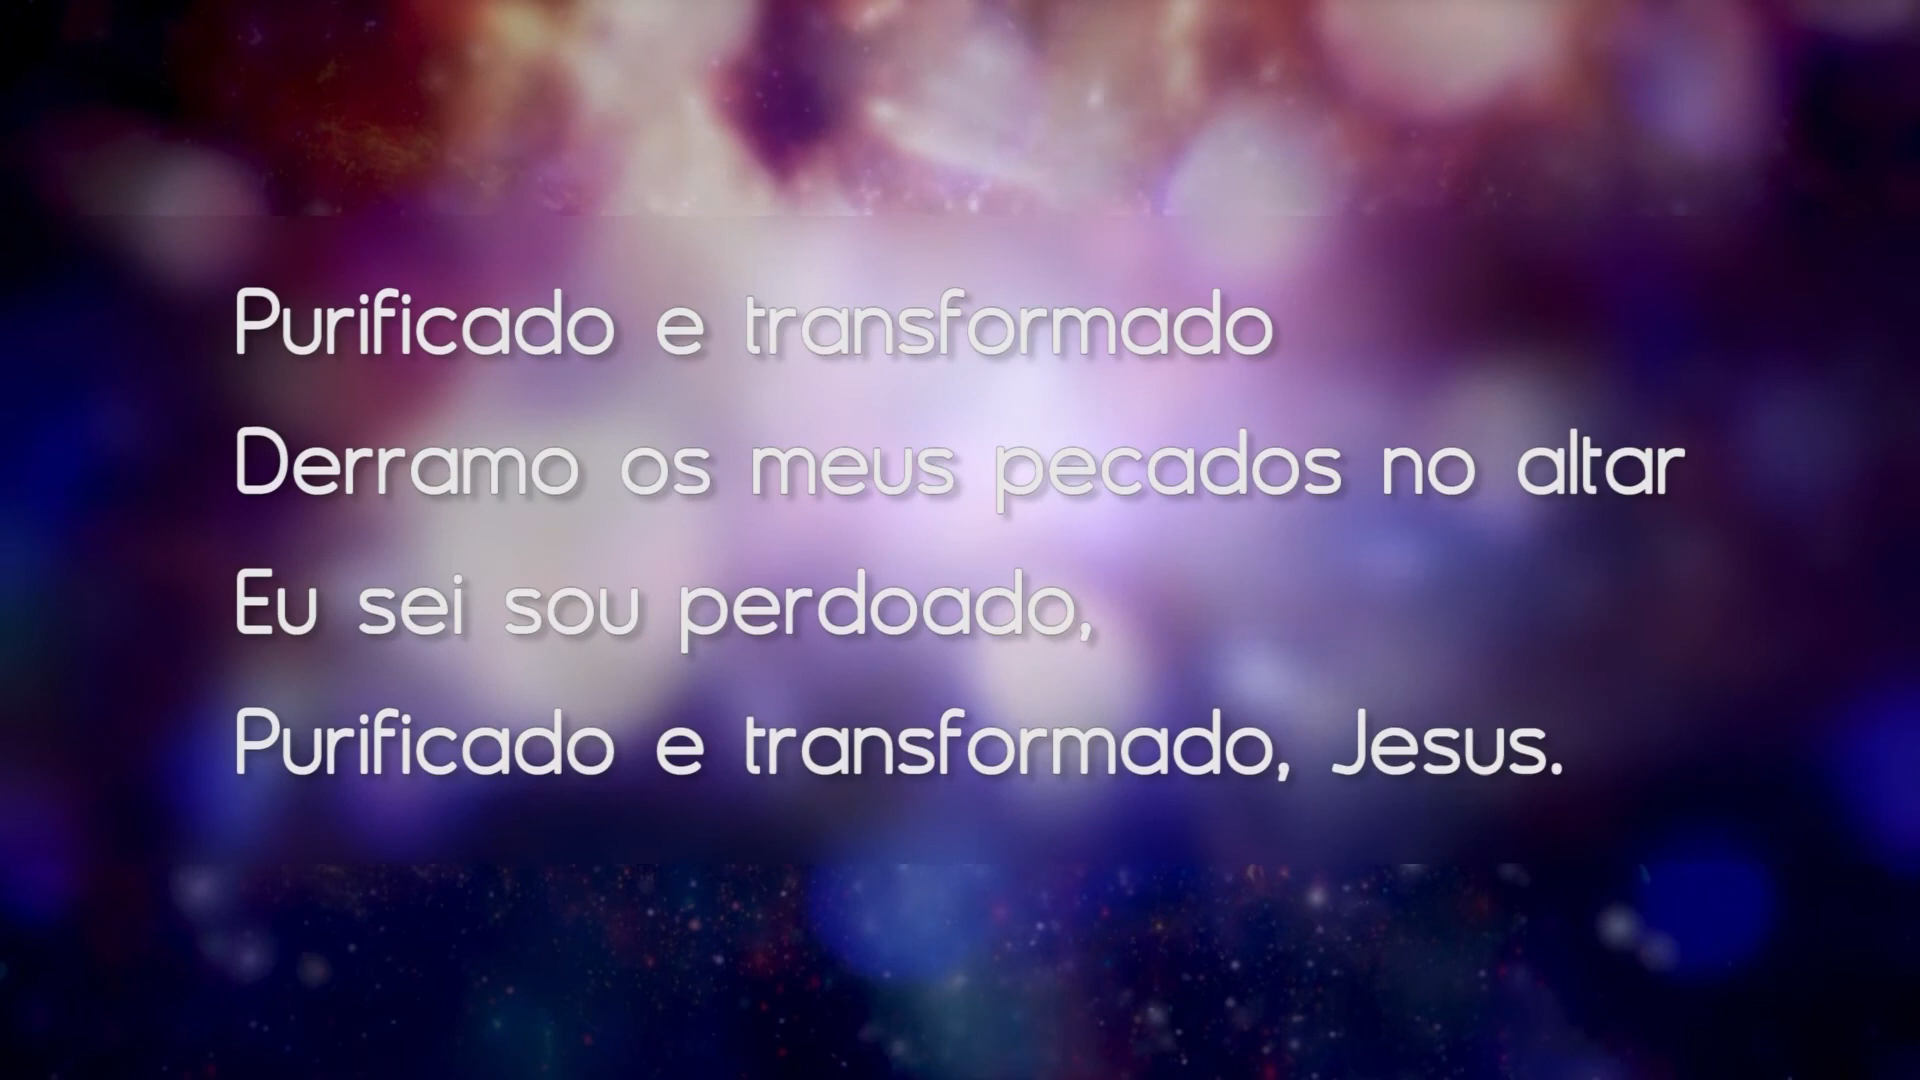 Purificado e transformado
Derramo os meus pecados no altar
Eu sei sou perdoado,
Purificado e transformado, Jesus.